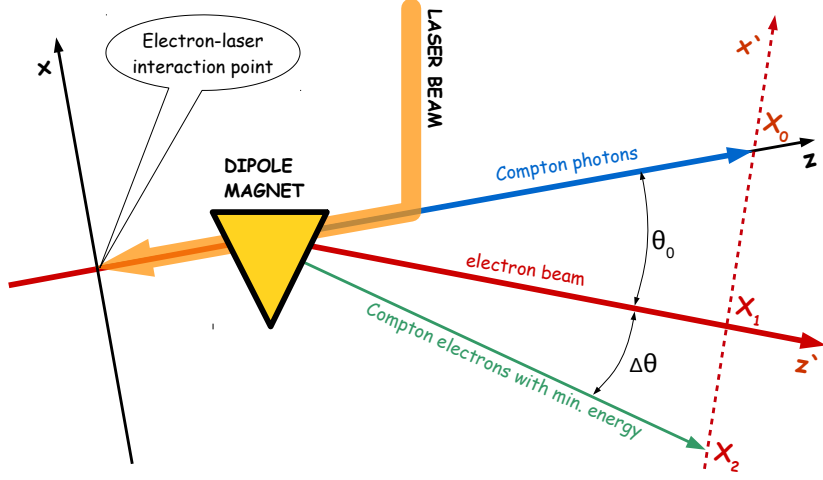 Electron-laser
interaction point
x
LASER BEAM
DIPOLE
MAGNET
x`
X₀
z
Compton photons
θ₀
electron beam
X₁
z`
Δθ
Compton electrons with min. energy
X₂